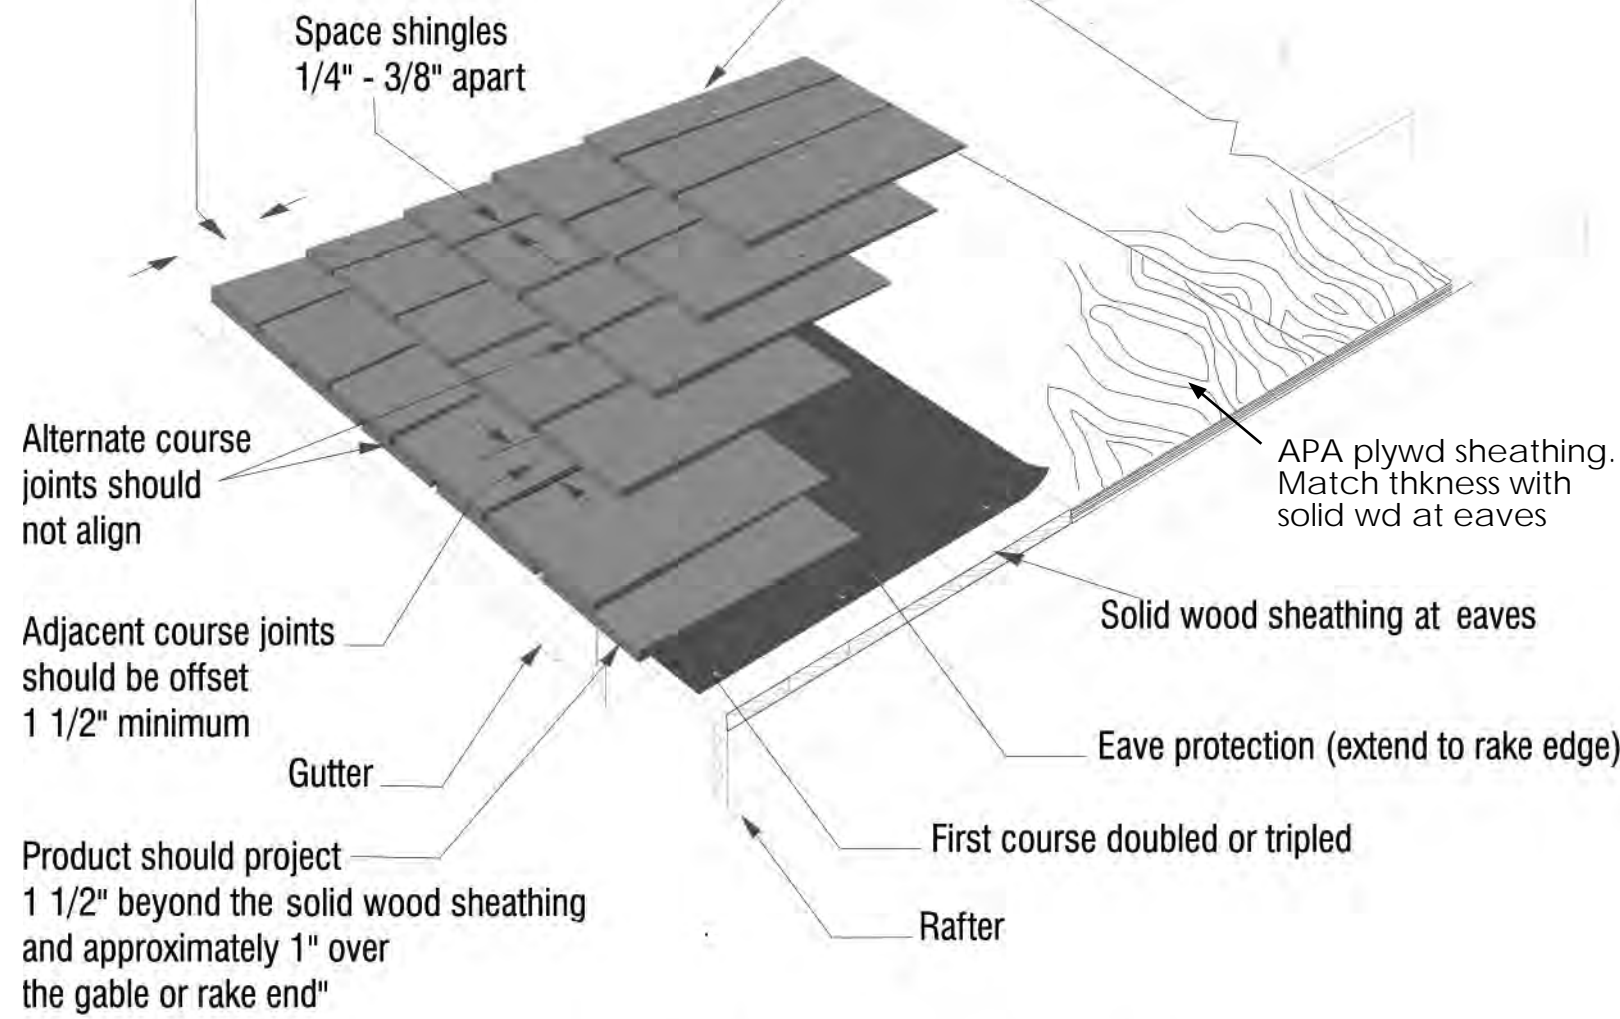 Space shingles
1/4" - 3/8" apart
Alternate course
joints should
not align
APA plywd sheathing.
Match thkness with
solid wd at eaves
Solid wood sheathing at eaves
Adjacent course joints
should be offset
1 1/2" minimum
Gutter
Eave protection (extend to rake edge)
First course doubled or tripled
Product should project
1 1/2" beyond the solid wood sheathing
and approximately 1" over
the gable or rake end"
Rafter